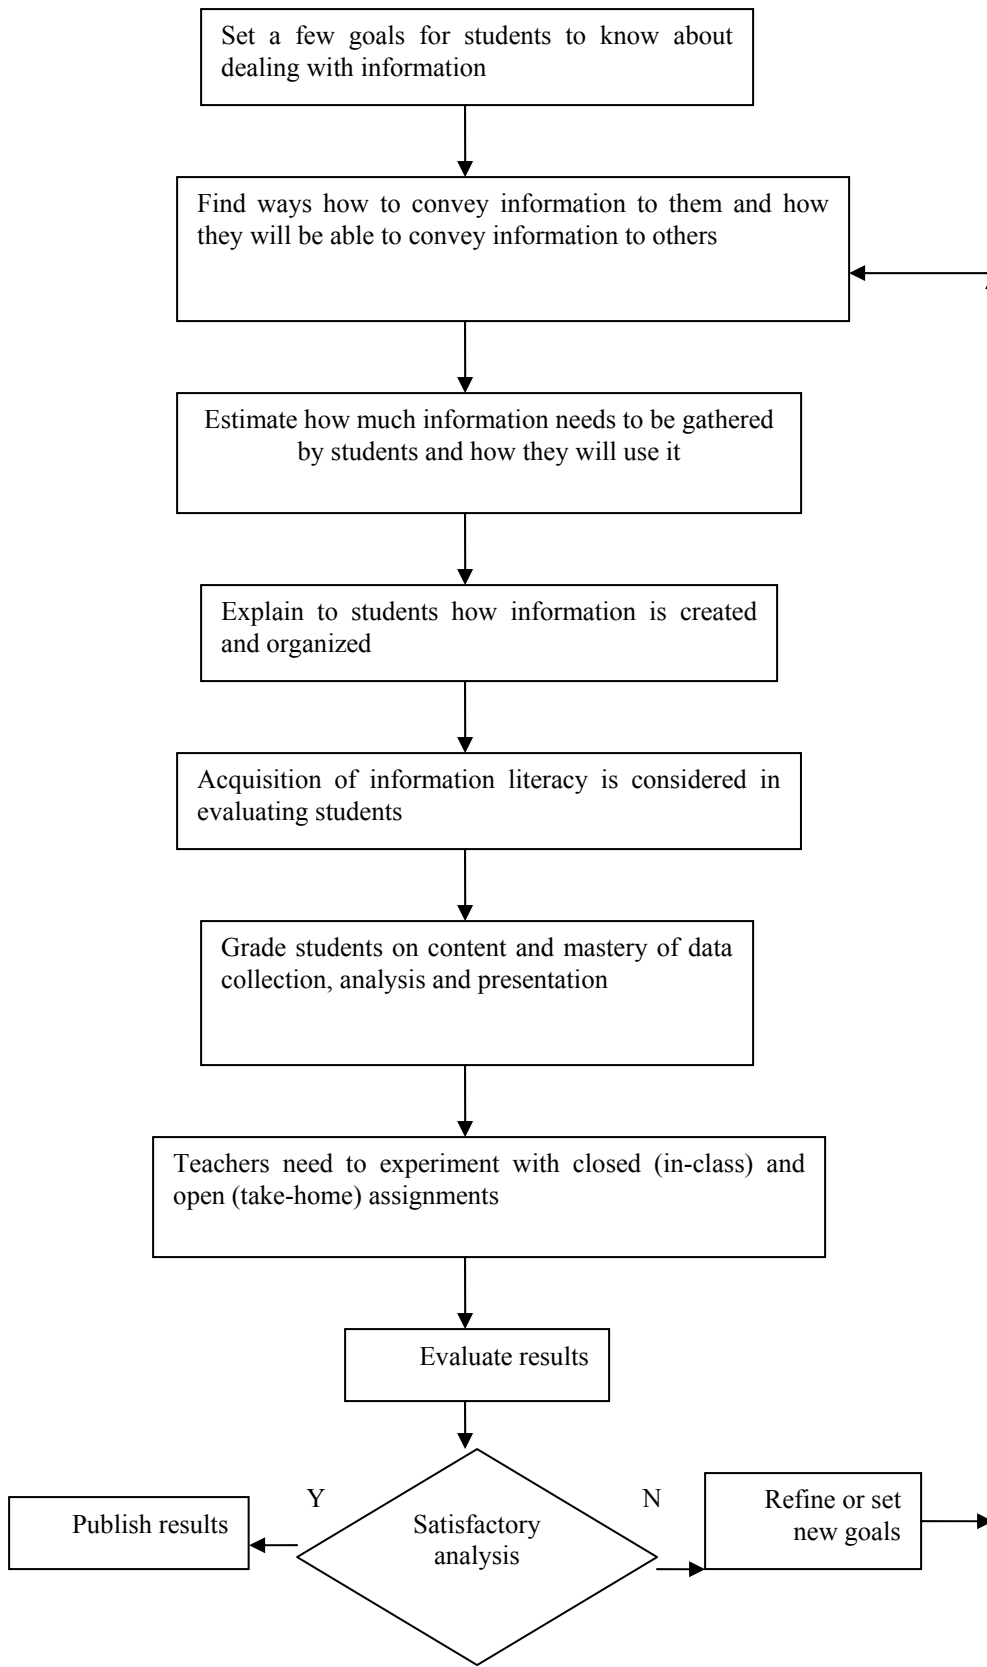 Set a few goals for students to know about
dealing with information
Find ways how to convey information to them and how
they will be able to convey information to others
Estimate how much information needs to be gathered
by students and how they will use it
Explain to students how information is created
and organized
Acquisition of information literacy is considered in
evaluating students
Grade students on content and mastery of data
collection, analysis and presentation
Teachers need to experiment with closed (in-class) and
open (take-home) assignments
Evaluate results
Satisfactory
analysis
Y
Publish results
N
Refine or set
new goals